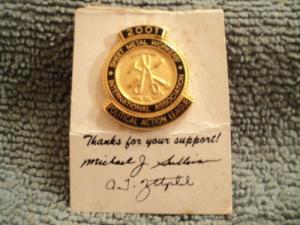 2001
SHEET METAL WORKERS
INTERNATIONAL ASSOCIATION
POLITICAL ACTION LEAGUE
Thanks for your support!
Michael J. Sullivan